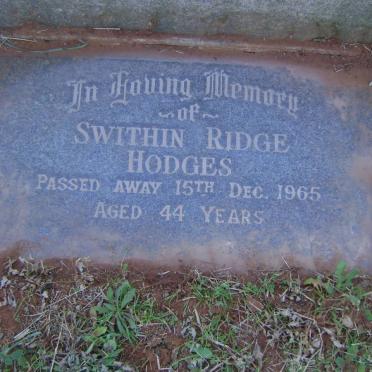 In Loving Memory
~ of ~
SWITHIN RIDGE
HODGES
PASSED AWAY 15TH DEC. 1965
AGED 44 YEARS